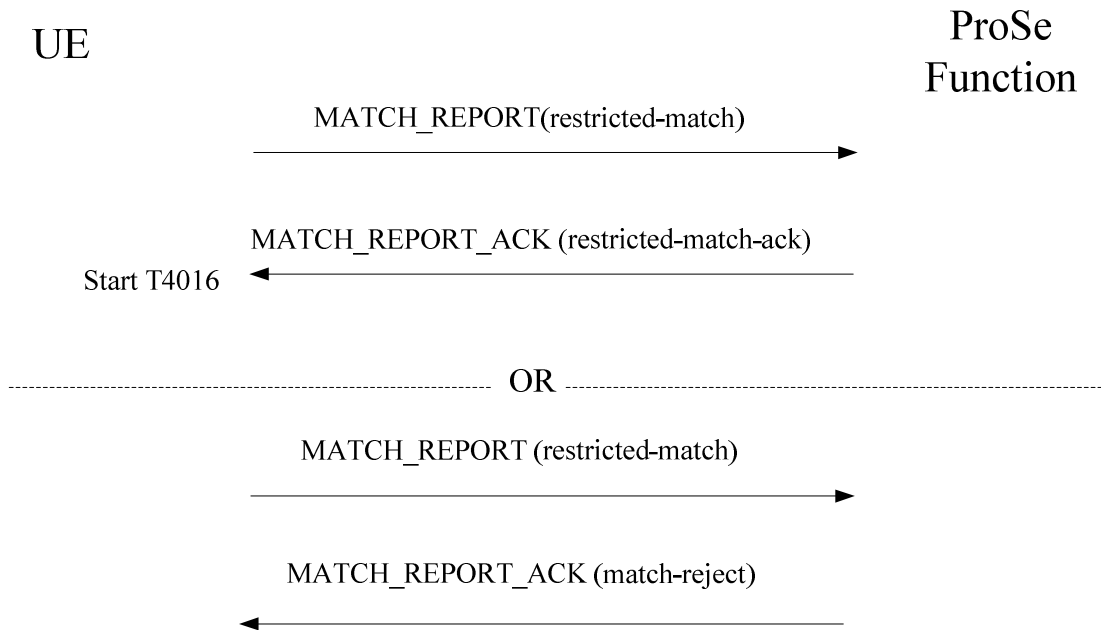 UE
ProSe
Function
MATCH_REPORT(restricted-match)
MATCH_REPORT_ACK (restricted-match-ack)
Start T4016
OR
MATCH_REPORT (restricted-match)
MATCH_REPORT_ACK (match-reject)